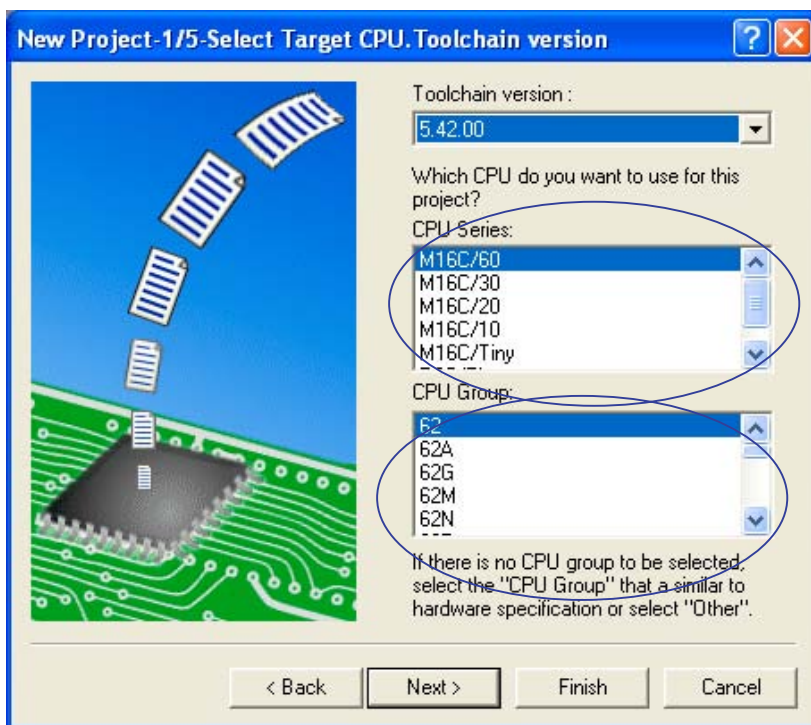 New Project-1/5-Select Target CPU.Toolchain version
Toolchain version :
5.42.00
Which CPU do you want to use for this
project?
CPU Series:
M16C/60
M16C/30
M16C/20
M16C/10
M16C/Tiny
CPU Group:
62
62A
62G
62M
62N
If there is no CPU group to be selected,
select the "CPU Group" that a similar to
hardware specification or select "Other".
< Back
Next >
Finish
Cancel